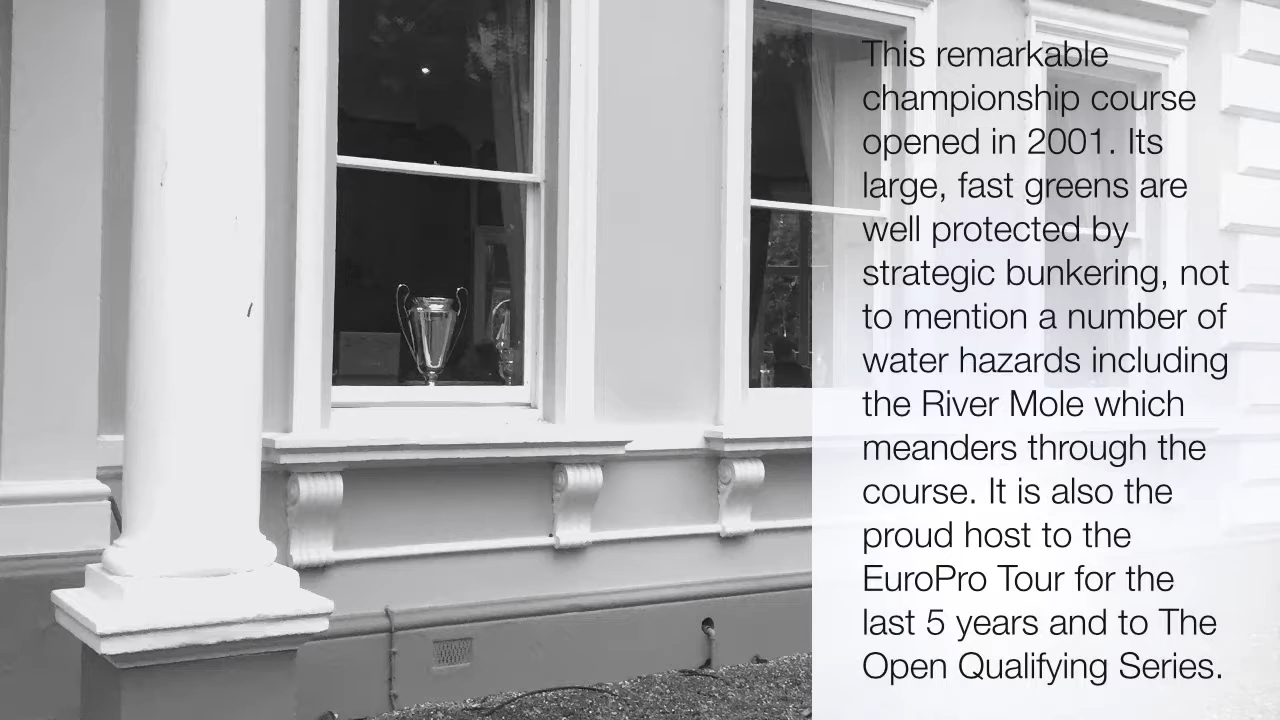 This remarkable
championship course
opened in 2001. Its
large, fast greens are
well protected by
strategic bunkering, not
to mention a number of
water hazards including
the River Mole which
meanders through the
course. It is also the
proud host to the
EuroPro Tour for the
last 5 years and to The
Open Qualifying Series.